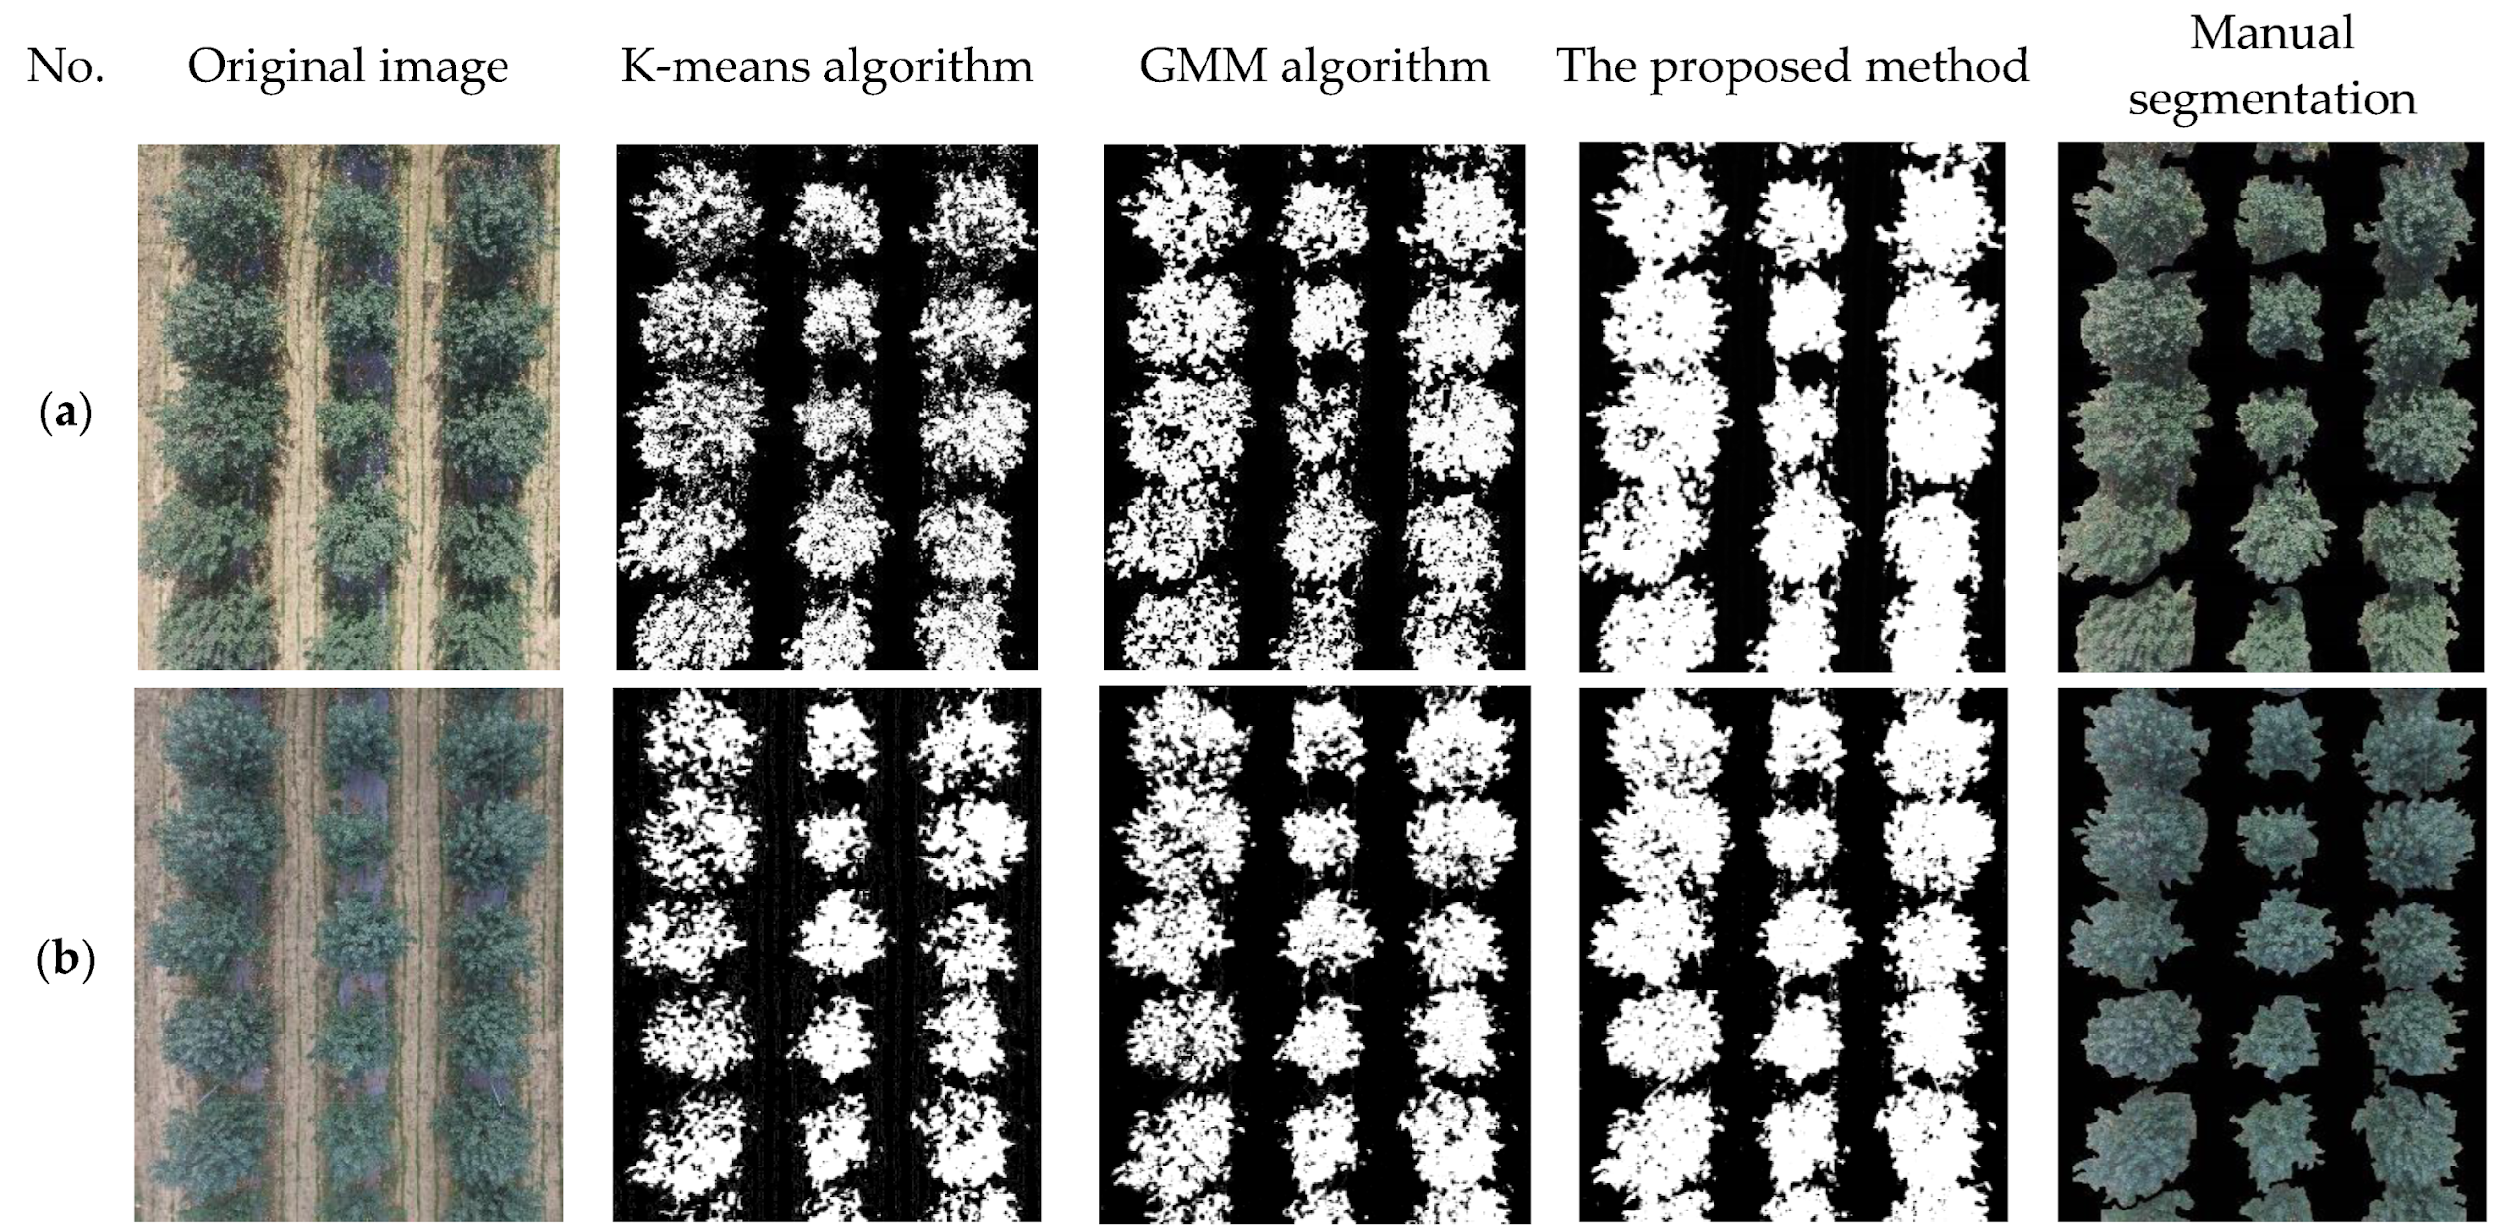 No.
Original image
K-means algorithm
GMM algorithm
The proposed method
Manual
segmentation
(a)
(b)